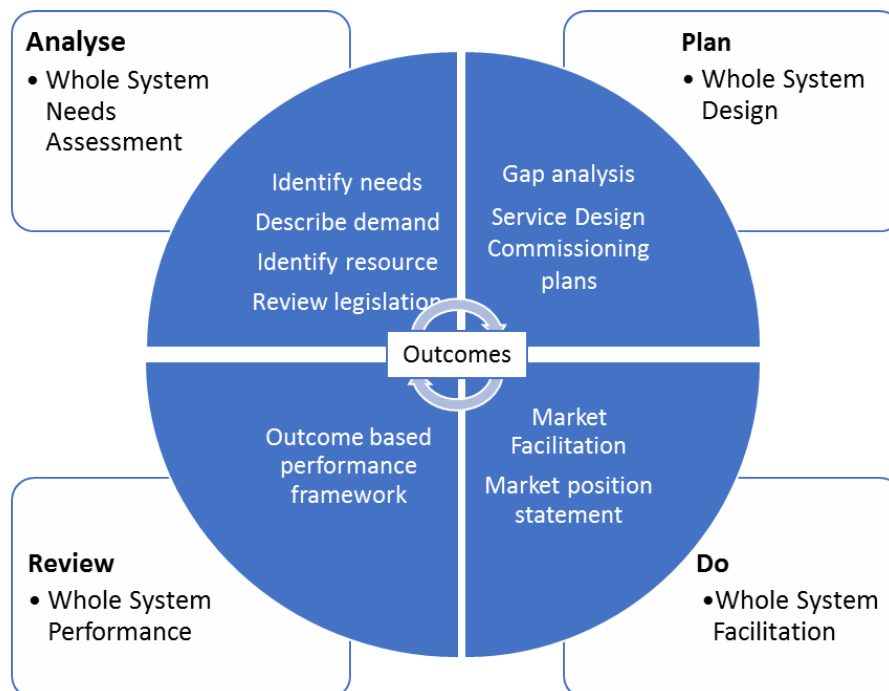 Analyse
• Whole System
Needs
Assessment
Plan
• Whole System
Design
Identify needs
Describe demand
Identify resource
Review legislation
Gap analysis
Service Design
Commissioning
plans
Outcomes
Outcome based
performance
framework
Market
Facilitation
Market position
statement
Review
• Whole System
Performance
Do
•Whole System
Facilitation